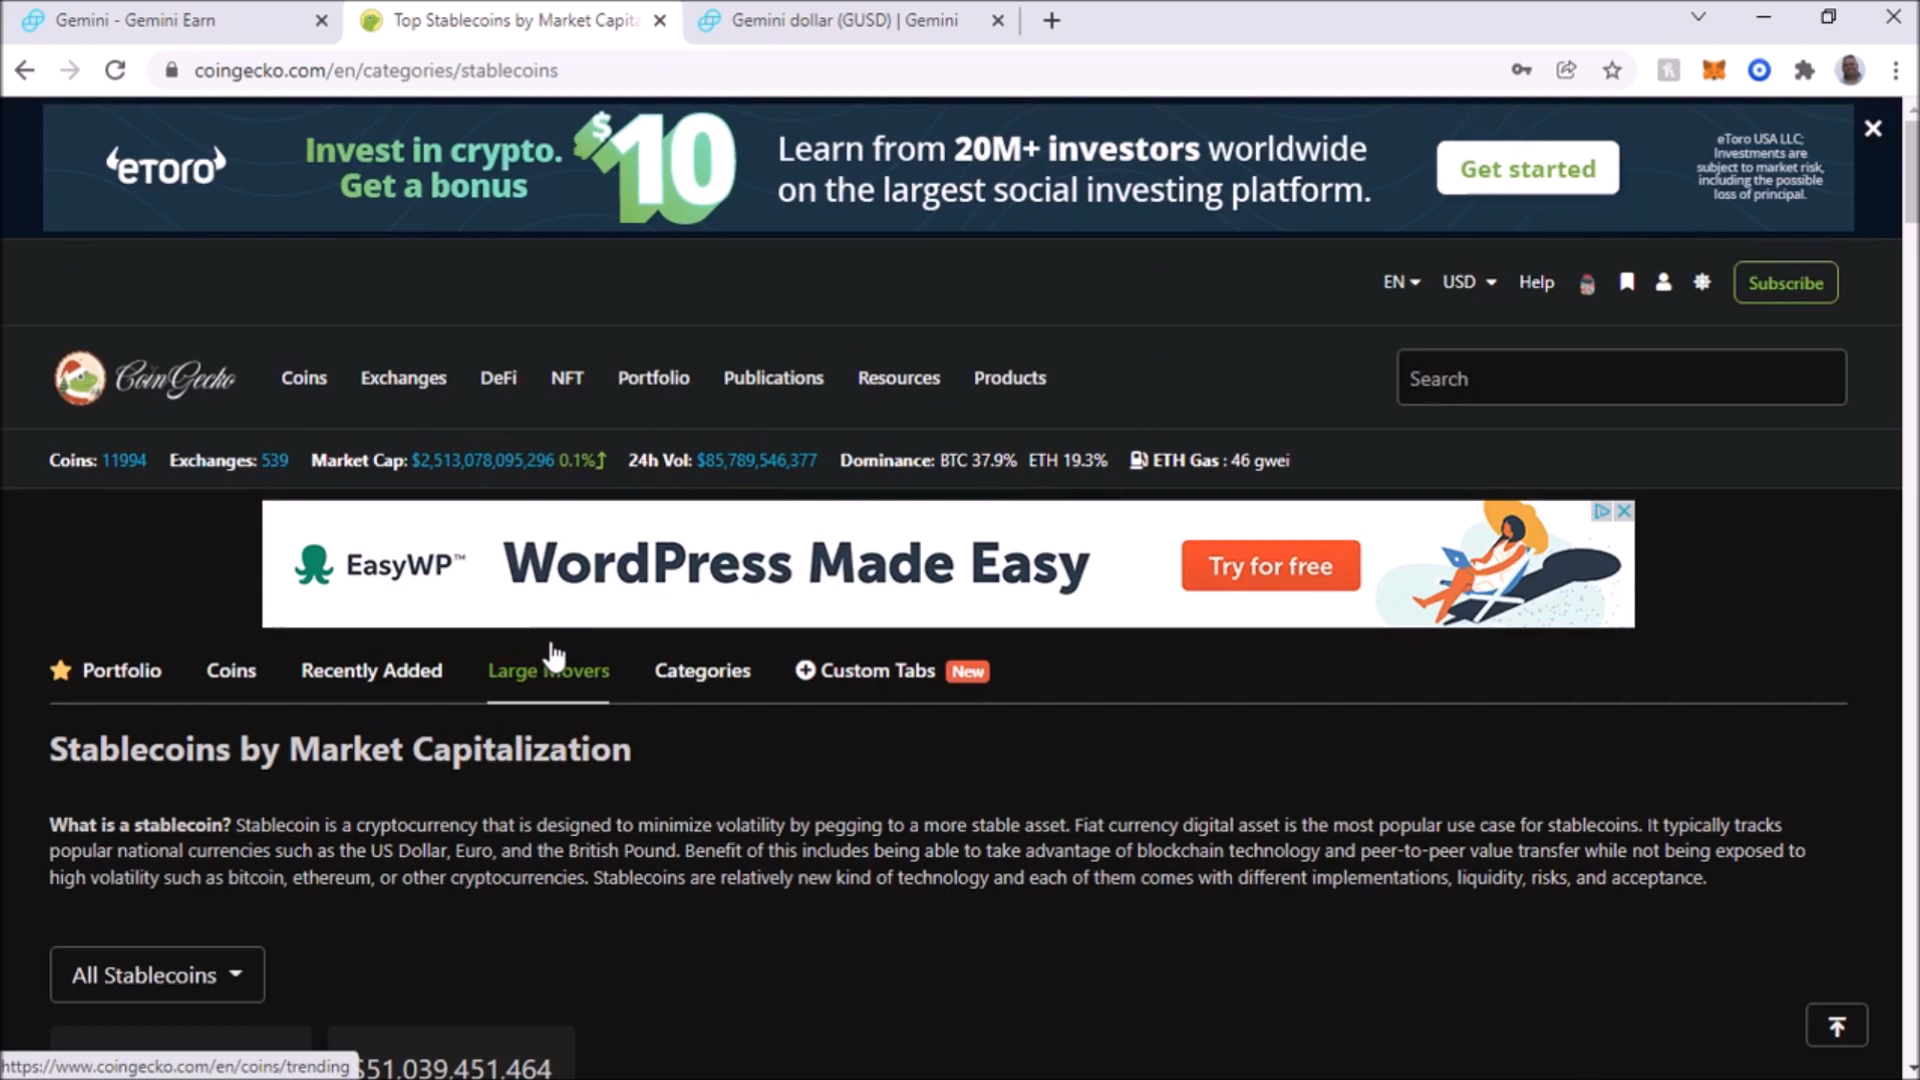 Gemini - Gemini Earn
Top Stablecoins by Market Capit
Gemini dollar (GUSD) | Gemini
coingecko.com/en/categories/stablecoins
eToro
Invest in crypto.
Get a bonus
$10
Learn from 20M+ investors worldwide
on the largest social investing platform.
Get started
eToro USA LLC;
Investments are
subject to market risk,
including the possible
loss of principal.
EN USD Help Subscribe
CoinGecko Coins Exchanges DeFi NFT Portfolio Publications Resources Products Search
Coins: 11994 Exchanges: 539 Market Cap: $2,513,078,095,296 0.1% 24h Vol: $85,789,546,377 Dominance: BTC 37.9% ETH 19.3% ETH Gas : 46 gwei
EasyWP™ WordPress Made Easy Try for free
Portfolio Coins Recently Added Large Movers Categories Custom Tabs New
Stablecoins by Market Capitalization
What is a stablecoin? Stablecoin is a cryptocurrency that is designed to minimize volatility by pegging to a more stable asset. Fiat currency digital asset is the most popular use case for stablecoins. It typically tracks
popular national currencies such as the US Dollar, Euro, and the British Pound. Benefit of this includes being able to take advantage of blockchain technology and peer-to-peer value transfer while not being exposed to
high volatility such as bitcoin, ethereum, or other cryptocurrencies. Stablecoins are relatively new kind of technology and each of them comes with different implementations, liquidity, risks, and acceptance.
All Stablecoins
https://www.coingecko.com/en/coins/trending
$51,039,451,464